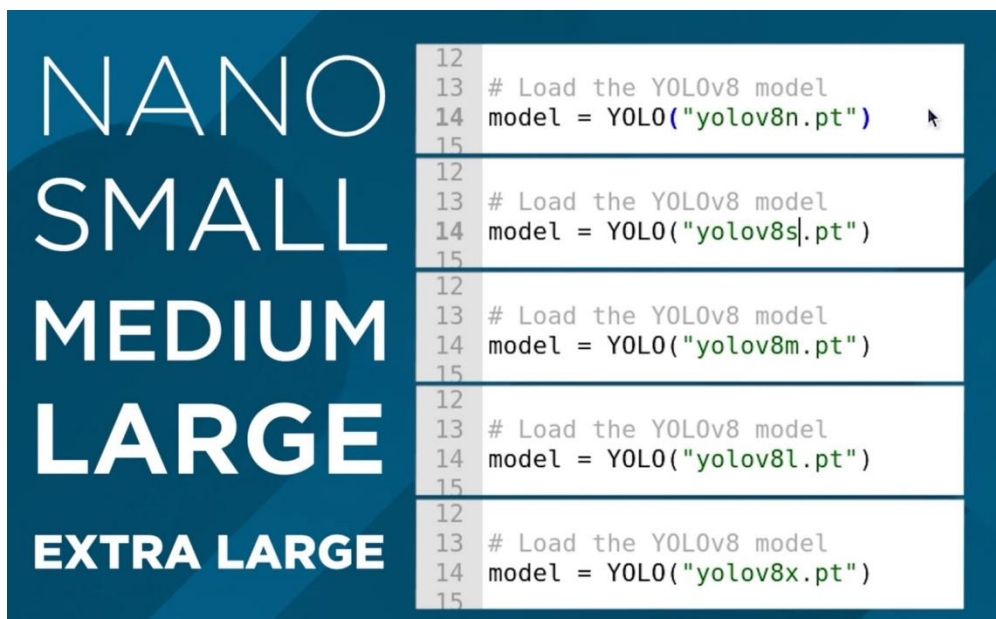 NANO
12
13 # Load the YOLOv8 model
14 model = YOLO("yolov8n.pt")
15
SMALL
12
13 # Load the YOLOv8 model
14 model = YOLO("yolov8s.pt")
15
MEDIUM
12
13 # Load the YOLOv8 model
14 model = YOLO("yolov8m.pt")
15
LARGE
12
13 # Load the YOLOv8 model
14 model = YOLO("yolov8l.pt")
15
EXTRA LARGE
12
13 # Load the YOLOv8 model
14 model = YOLO("yolov8x.pt")
15